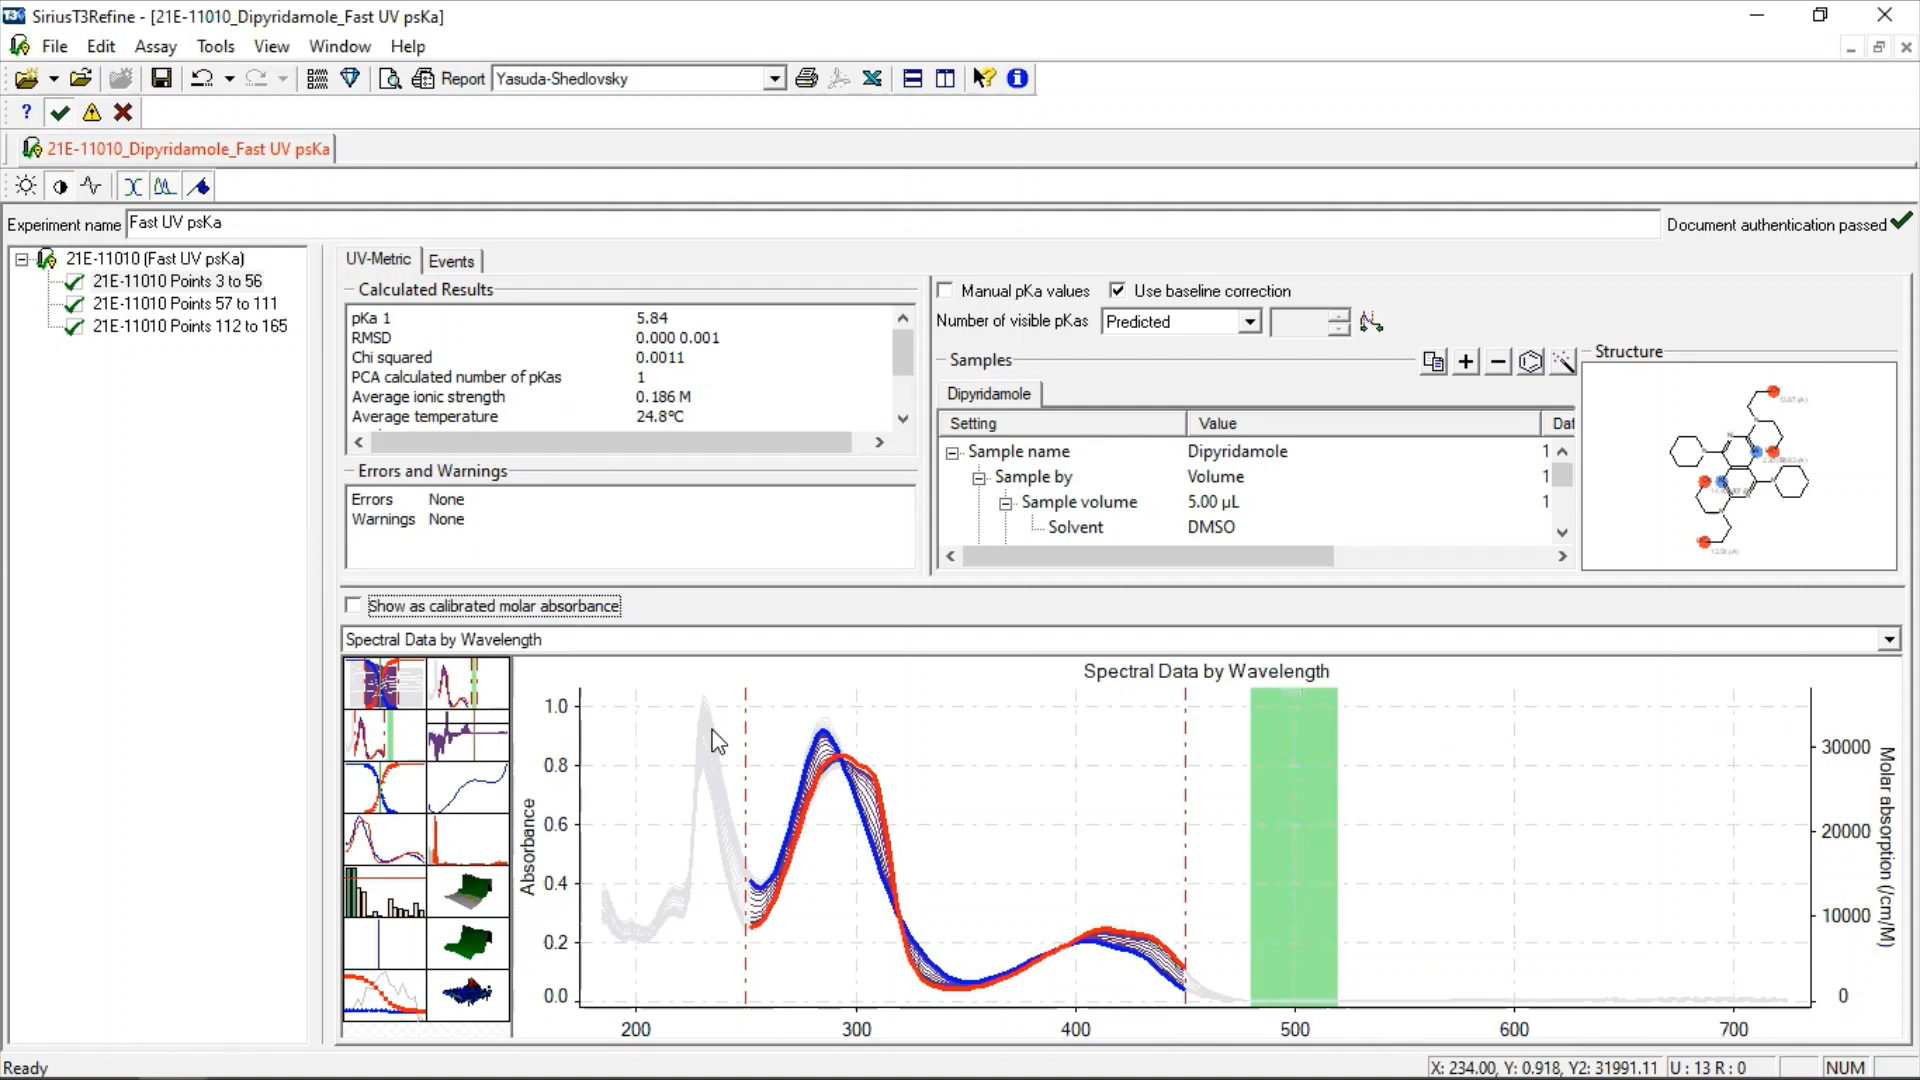 SiriusT3Refine - [21E-11010_Dipyridamole_Fast UV psKa]
File Edit Assay Tools View Window Help
Report Yasuda-Shedlovsky
21E-11010_Dipyridamole_Fast UV psKa
Experiment name Fast UV psKa Document authentication passed
21E-11010 (Fast UV psKa)
21E-11010 Points 3 to 56
21E-11010 Points 57 to 111
21E-11010 Points 112 to 165
UV-Metric Events
Calculated Results
pKa 1 5.84
RMSD 0.000 0.001
Chi squared 0.0011
PCA calculated number of pKas 1
Average ionic strength 0.186 M
Average temperature 24.8°C
Errors and Warnings
Errors None
Warnings None
Manual pKa values Use baseline correction
Number of visible pKas Predicted
Samples
Structure
Dipyridamole
Setting Value Dat
Sample name Dipyridamole 1
Sample by Volume 1
Sample volume 5.00 µL 1
Solvent DMSO
Show as calibrated molar absorbance
Spectral Data by Wavelength
Spectral Data by Wavelength
Absorbance
1.0
0.8
0.6
0.4
0.2
0.0
200 300 400 500 600 700
30000
20000
10000
0
Molar absorption (/cm/M)
Ready X: 234.00, Y: 0.918, Y2: 31991.11 U : 13 R : 0 NUM